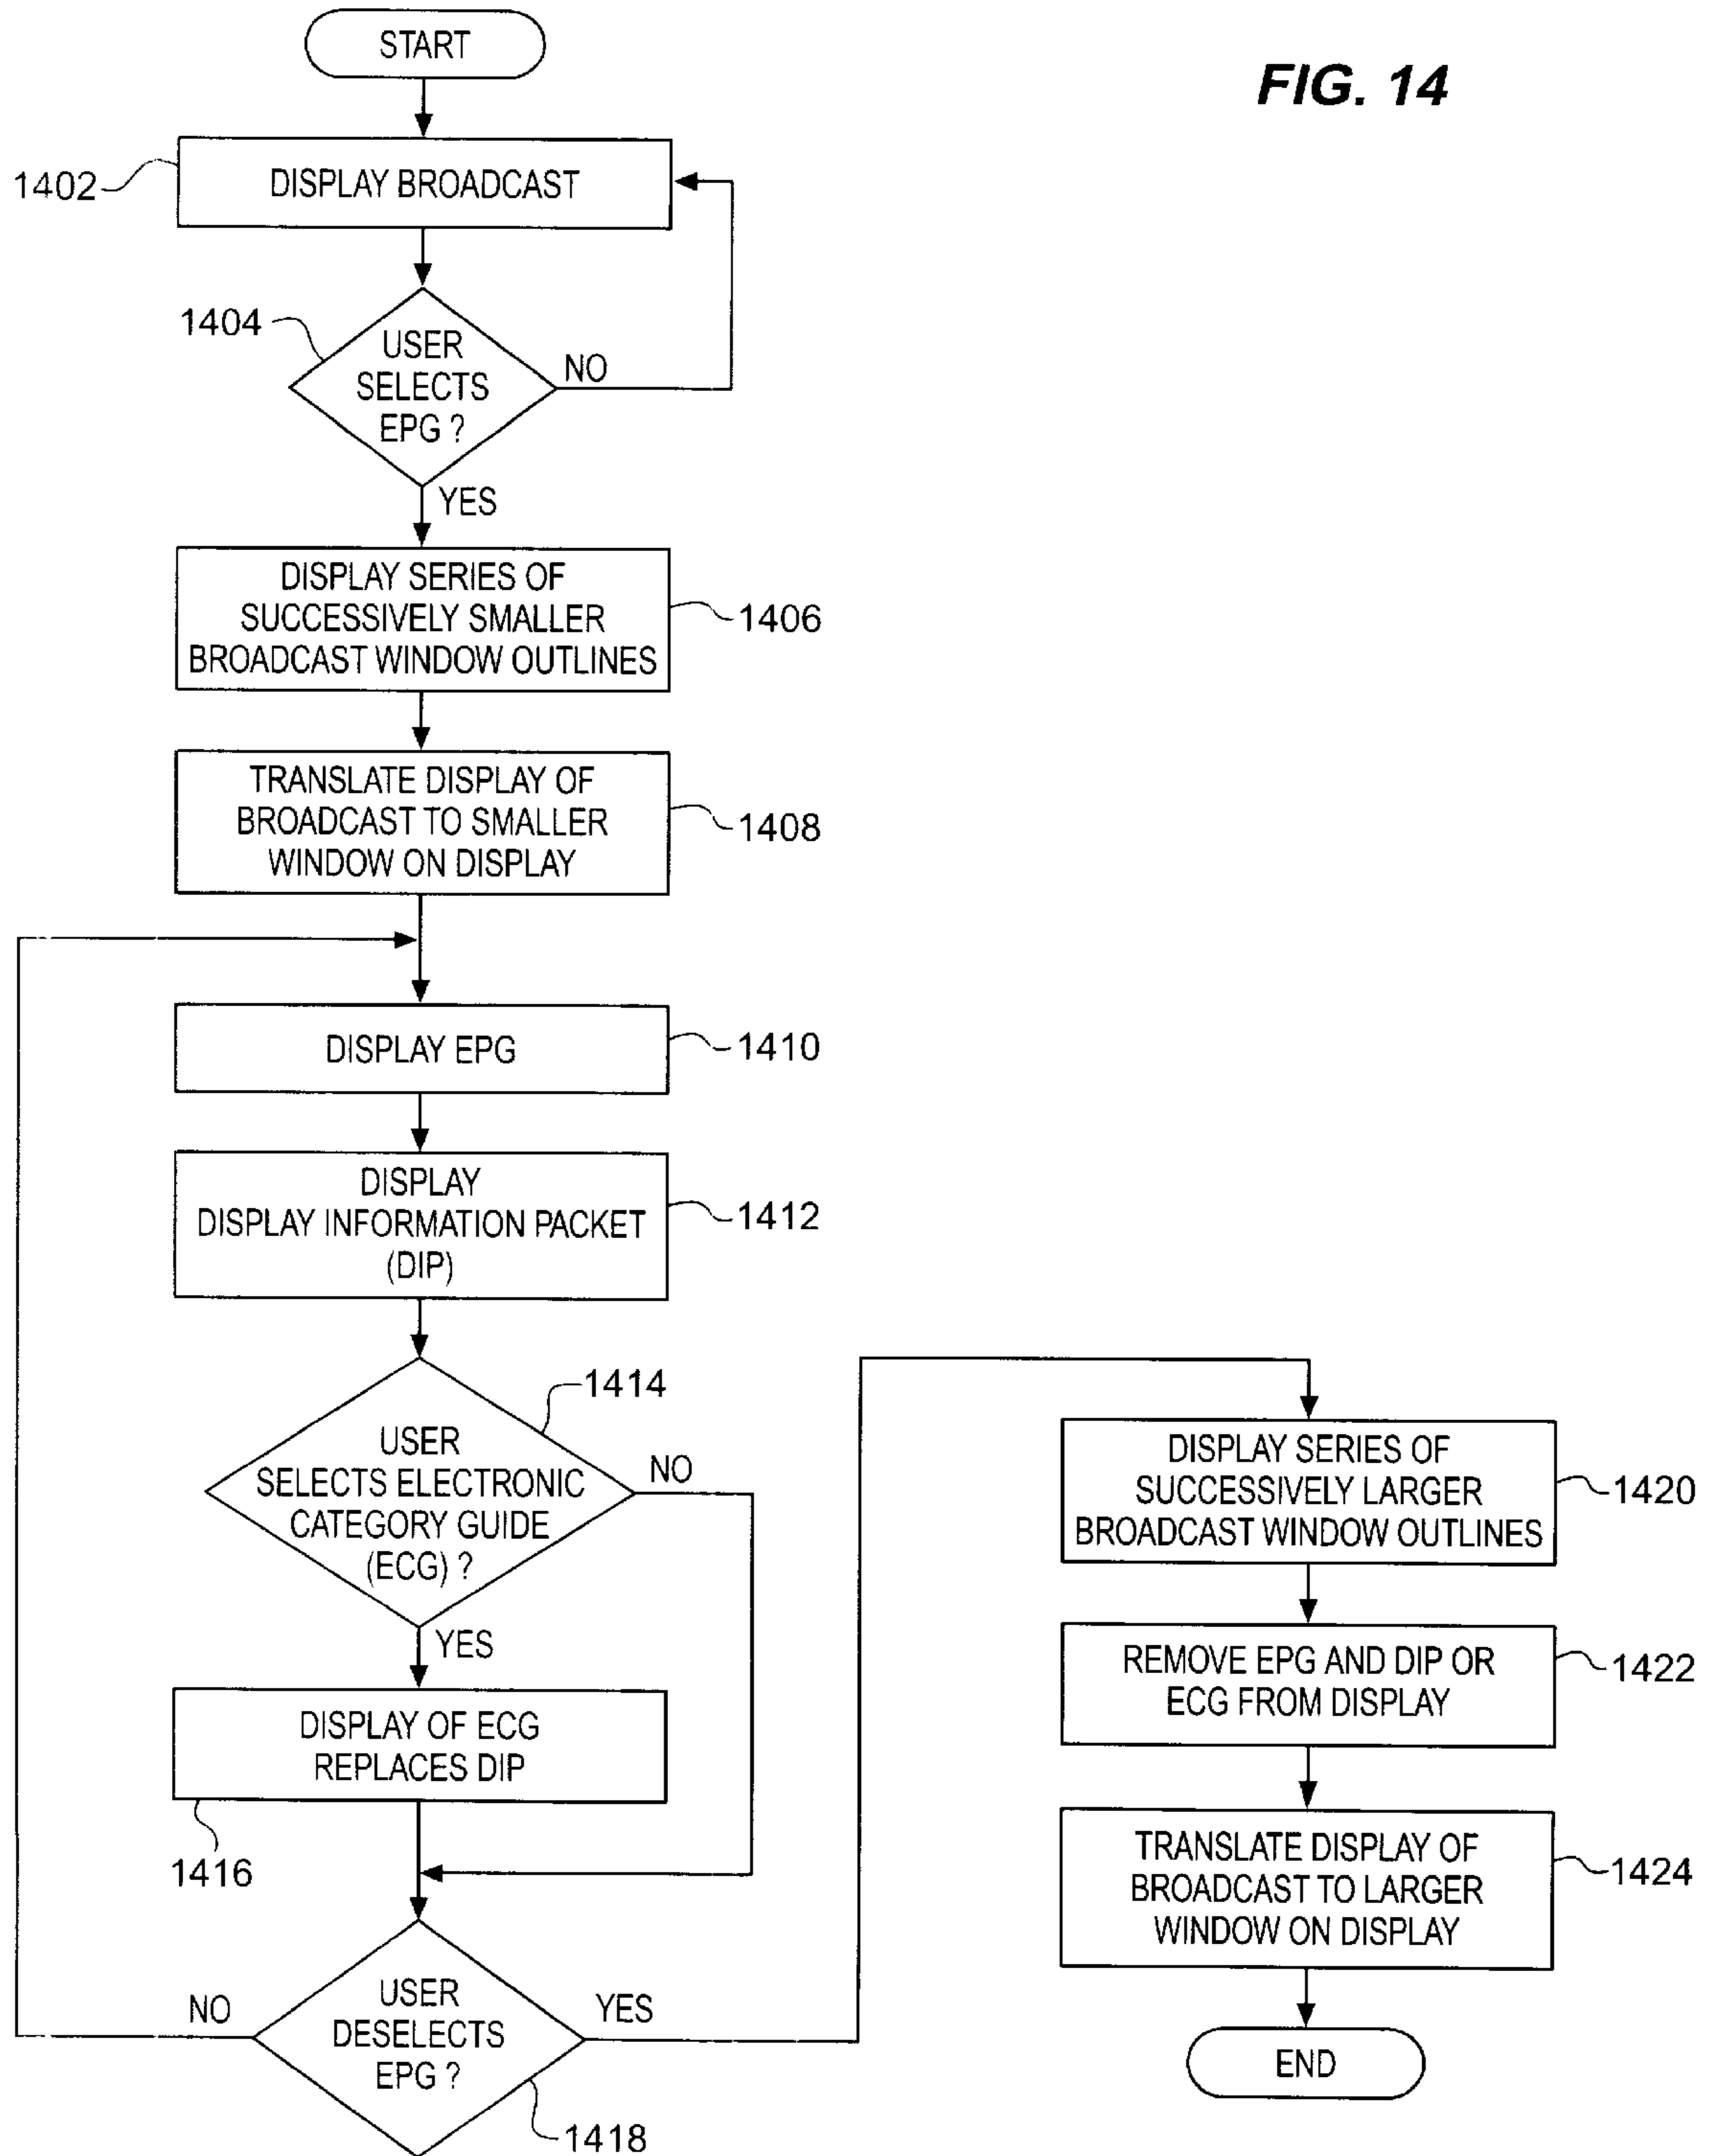 START
FIG. 14
1402
DISPLAY BROADCAST
1404
USER
SELECTS
EPG ?
NO
YES
DISPLAY SERIES OF
SUCCESSIVELY SMALLER
BROADCAST WINDOW OUTLINES
1406
TRANSLATE DISPLAY OF
BROADCAST TO SMALLER
WINDOW ON DISPLAY
1408
DISPLAY EPG
1410
DISPLAY
DISPLAY INFORMATION PACKET
(DIP)
1412
1414
USER
SELECTS ELECTRONIC
CATEGORY GUIDE
(ECG) ?
NO
YES
DISPLAY OF ECG
REPLACES DIP
1416
USER
DESELECTS
EPG ?
NO
YES
1418
DISPLAY SERIES OF
SUCCESSIVELY LARGER
BROADCAST WINDOW OUTLINES
1420
REMOVE EPG AND DIP OR
ECG FROM DISPLAY
1422
TRANSLATE DISPLAY OF
BROADCAST TO LARGER
WINDOW ON DISPLAY
1424
END